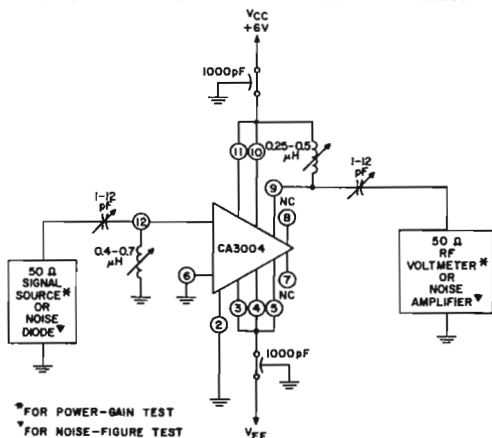 VCC
+6V
1000pF
11
10
0.25-0.5
μH
1-12
pF
9
NC
8
1-12
pF
12
CA3004
0.4-0.7
μH
6
7
NC
50 Ω
SIGNAL
SOURCE*
OR
NOISE
DIODE▼
50 Ω
RF
VOLTMETER*
OR
NOISE
AMPLIFIER▼
2
3
4
5
1000pF
*FOR POWER-GAIN TEST
▼FOR NOISE-FIGURE TEST
VEE